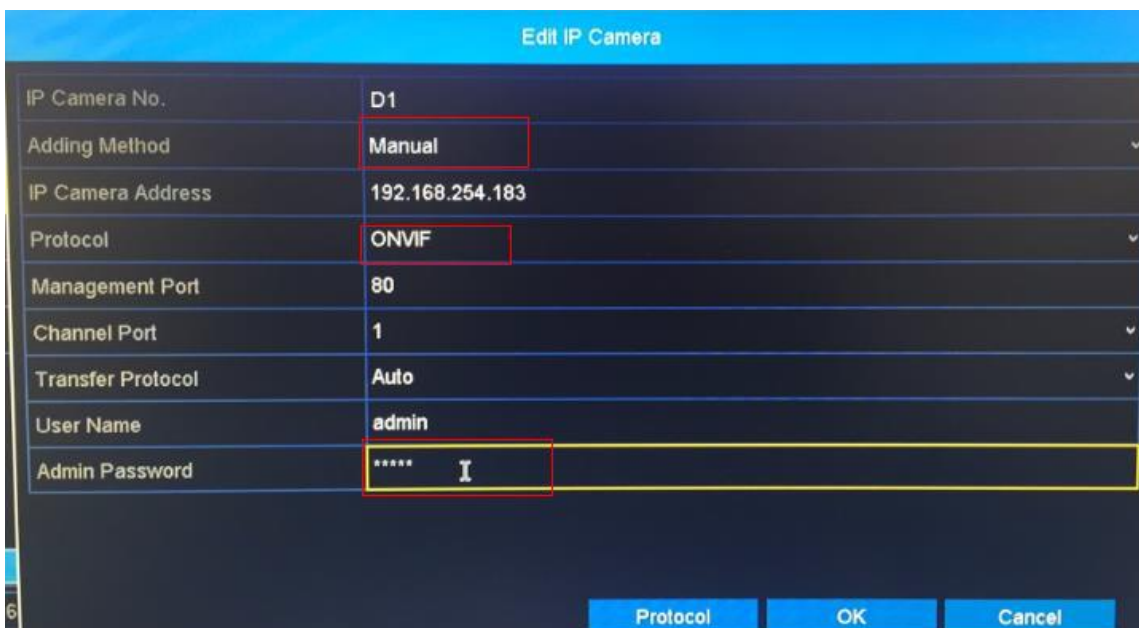 Edit IP Camera
IP Camera No. D1
Adding Method Manual
IP Camera Address 192.168.254.183
Protocol ONVIF
Management Port 80
Channel Port 1
Transfer Protocol Auto
User Name admin
Admin Password *****
6
Protocol OK Cancel